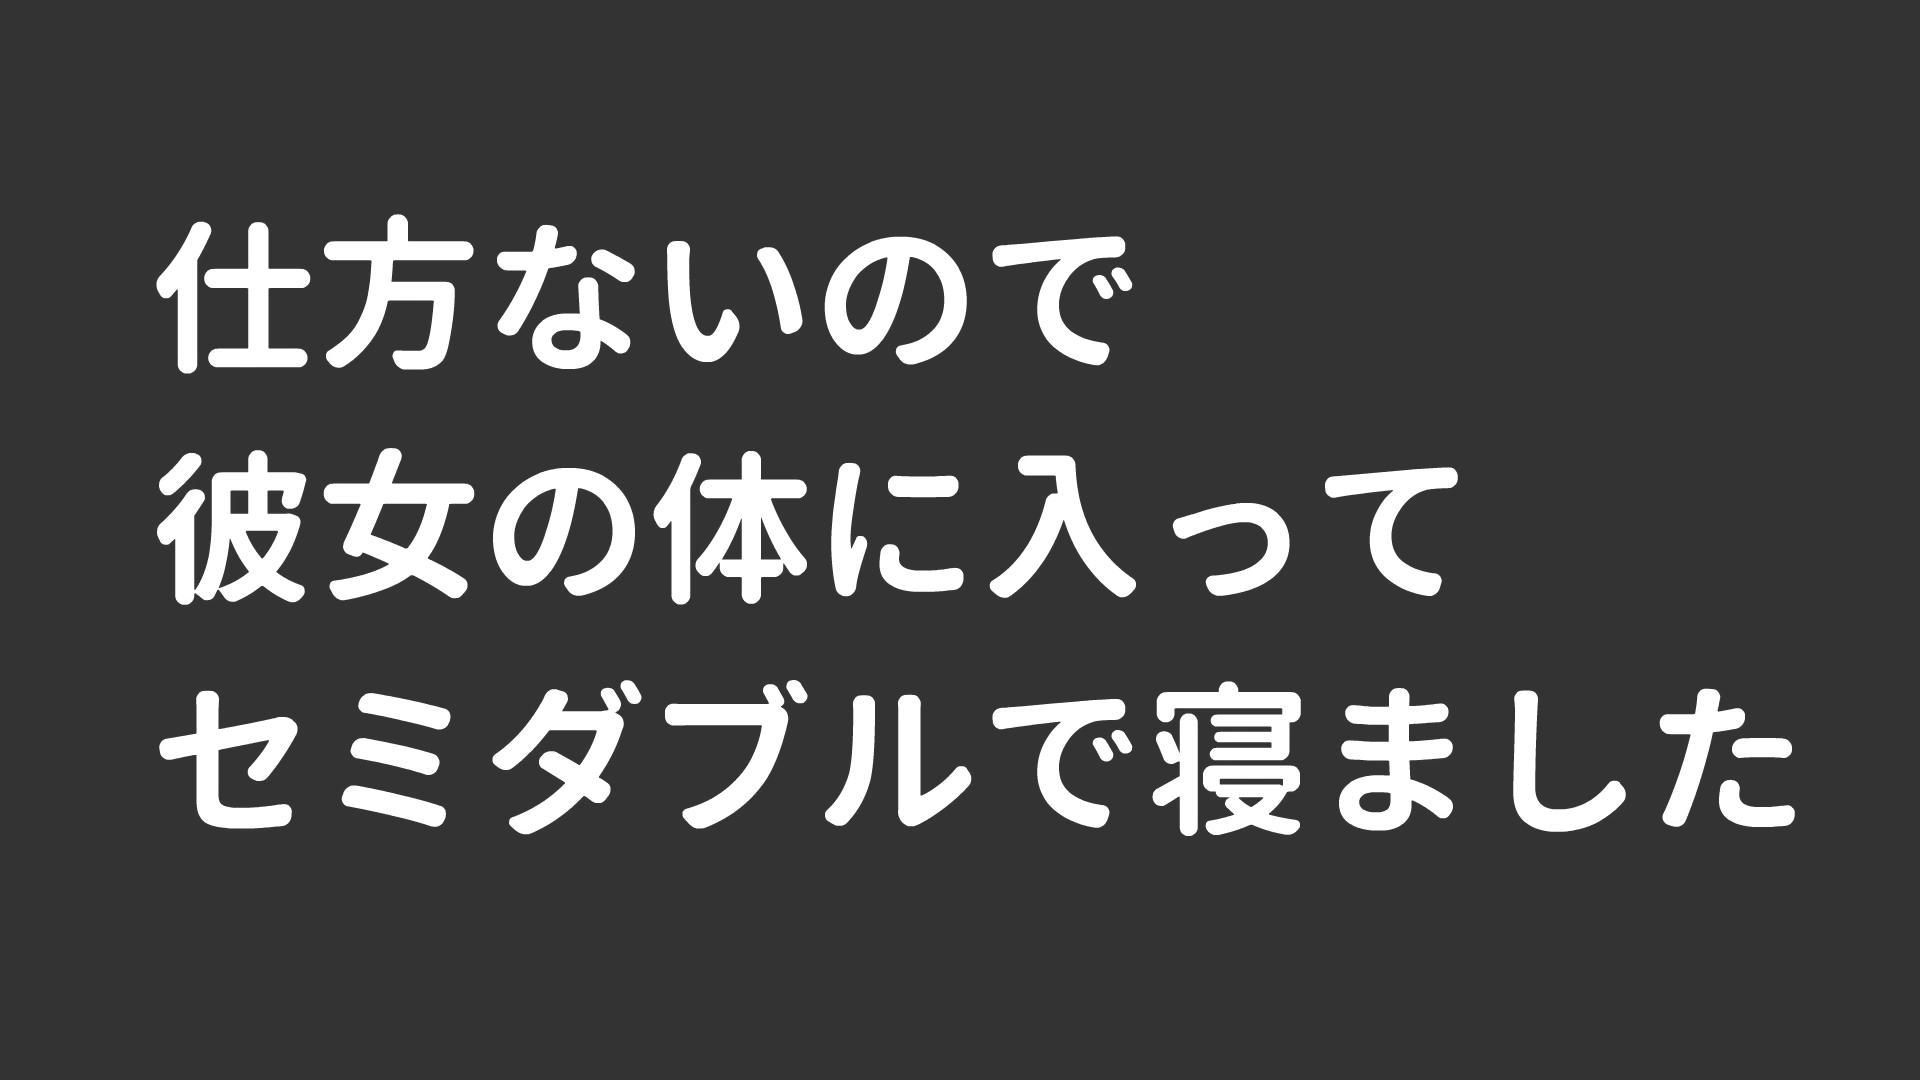 仕方ないので
彼女の体に入って
セミダブルで寝ました